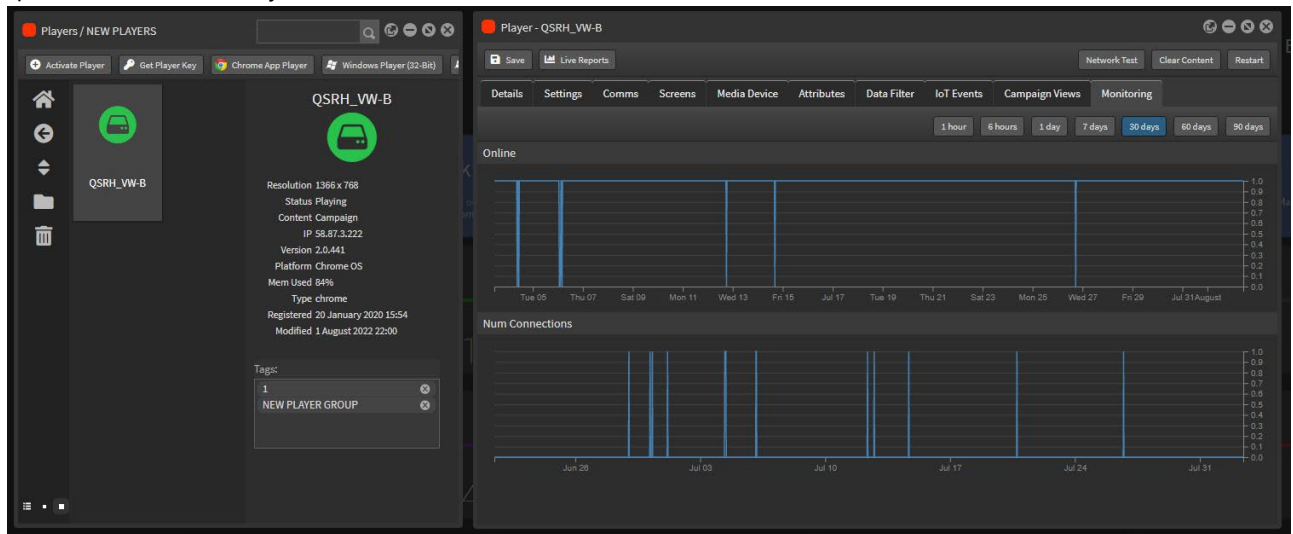 Players / NEW PLAYERS
Activate Player Get Player Key Chrome App Player Windows Player (32-Bit)
QSRH_VW-B
QSRH_VW-B
Resolution 1366 x 768
Status Playing
Content Campaign
IP 58.87.3.222
Version 2.0.441
Platform Chrome OS
Mem Used 84%
Type chrome
Registered 20 January 2020 15:54
Modified 1 August 2022 22:00
Tags:
1
NEW PLAYER GROUP
Player - QSRH_VW-B
Save Live Reports Network Test Clear Content Restart
Details Settings Comms Screens Media Device Attributes Data Filter IoT Events Campaign Views Monitoring
1 hour 6 hours 1 day 7 days 30 days 60 days 90 days
Online
1.0
0.9
0.8
0.7
0.6
0.5
0.4
0.3
0.2
0.1
0.0
Tue 05 Thu 07 Sat 09 Mon 11 Wed 13 Fri 15 Jul 17 Tue 19 Thu 21 Sat 23 Mon 25 Wed 27 Fri 29 Jul 31 August
Num Connections
1.0
0.9
0.8
0.7
0.6
0.5
0.4
0.3
0.2
0.1
0.0
Jun 26 Jul 03 Jul 10 Jul 17 Jul 24 Jul 31